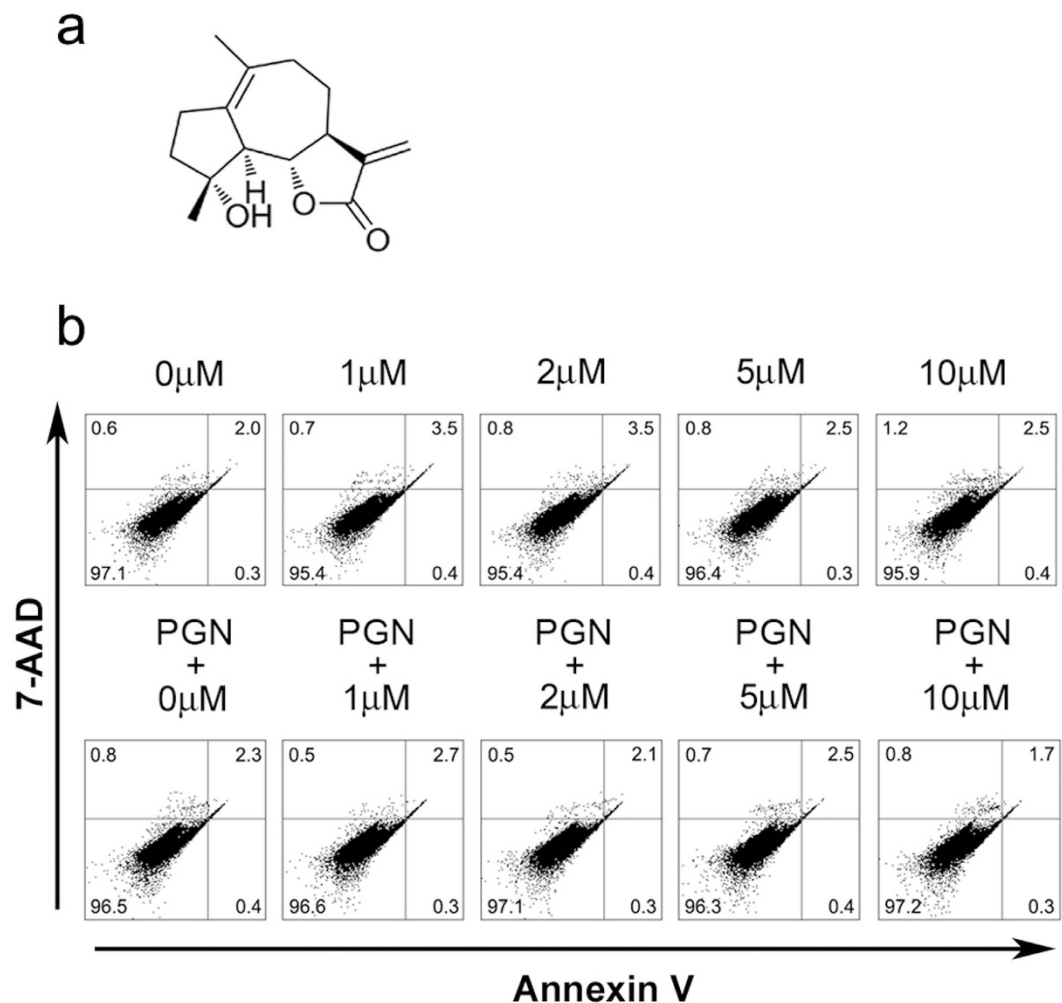 a
H
OH
O
O
b
0μM 1μM 2μM 5μM 10μM
0.6 2.0 0.7 3.5 0.8 3.5 0.8 2.5 1.2 2.5
97.1 0.3 95.4 0.4 95.4 0.4 96.4 0.3 95.9 0.4
7-AAD
PGN PGN PGN PGN PGN
+ + + + +
0μM 1μM 2μM 5μM 10μM
0.8 2.3 0.5 2.7 0.5 2.1 0.7 2.5 0.8 1.7
96.5 0.4 96.6 0.3 97.1 0.3 96.3 0.4 97.2 0.3
Annexin V